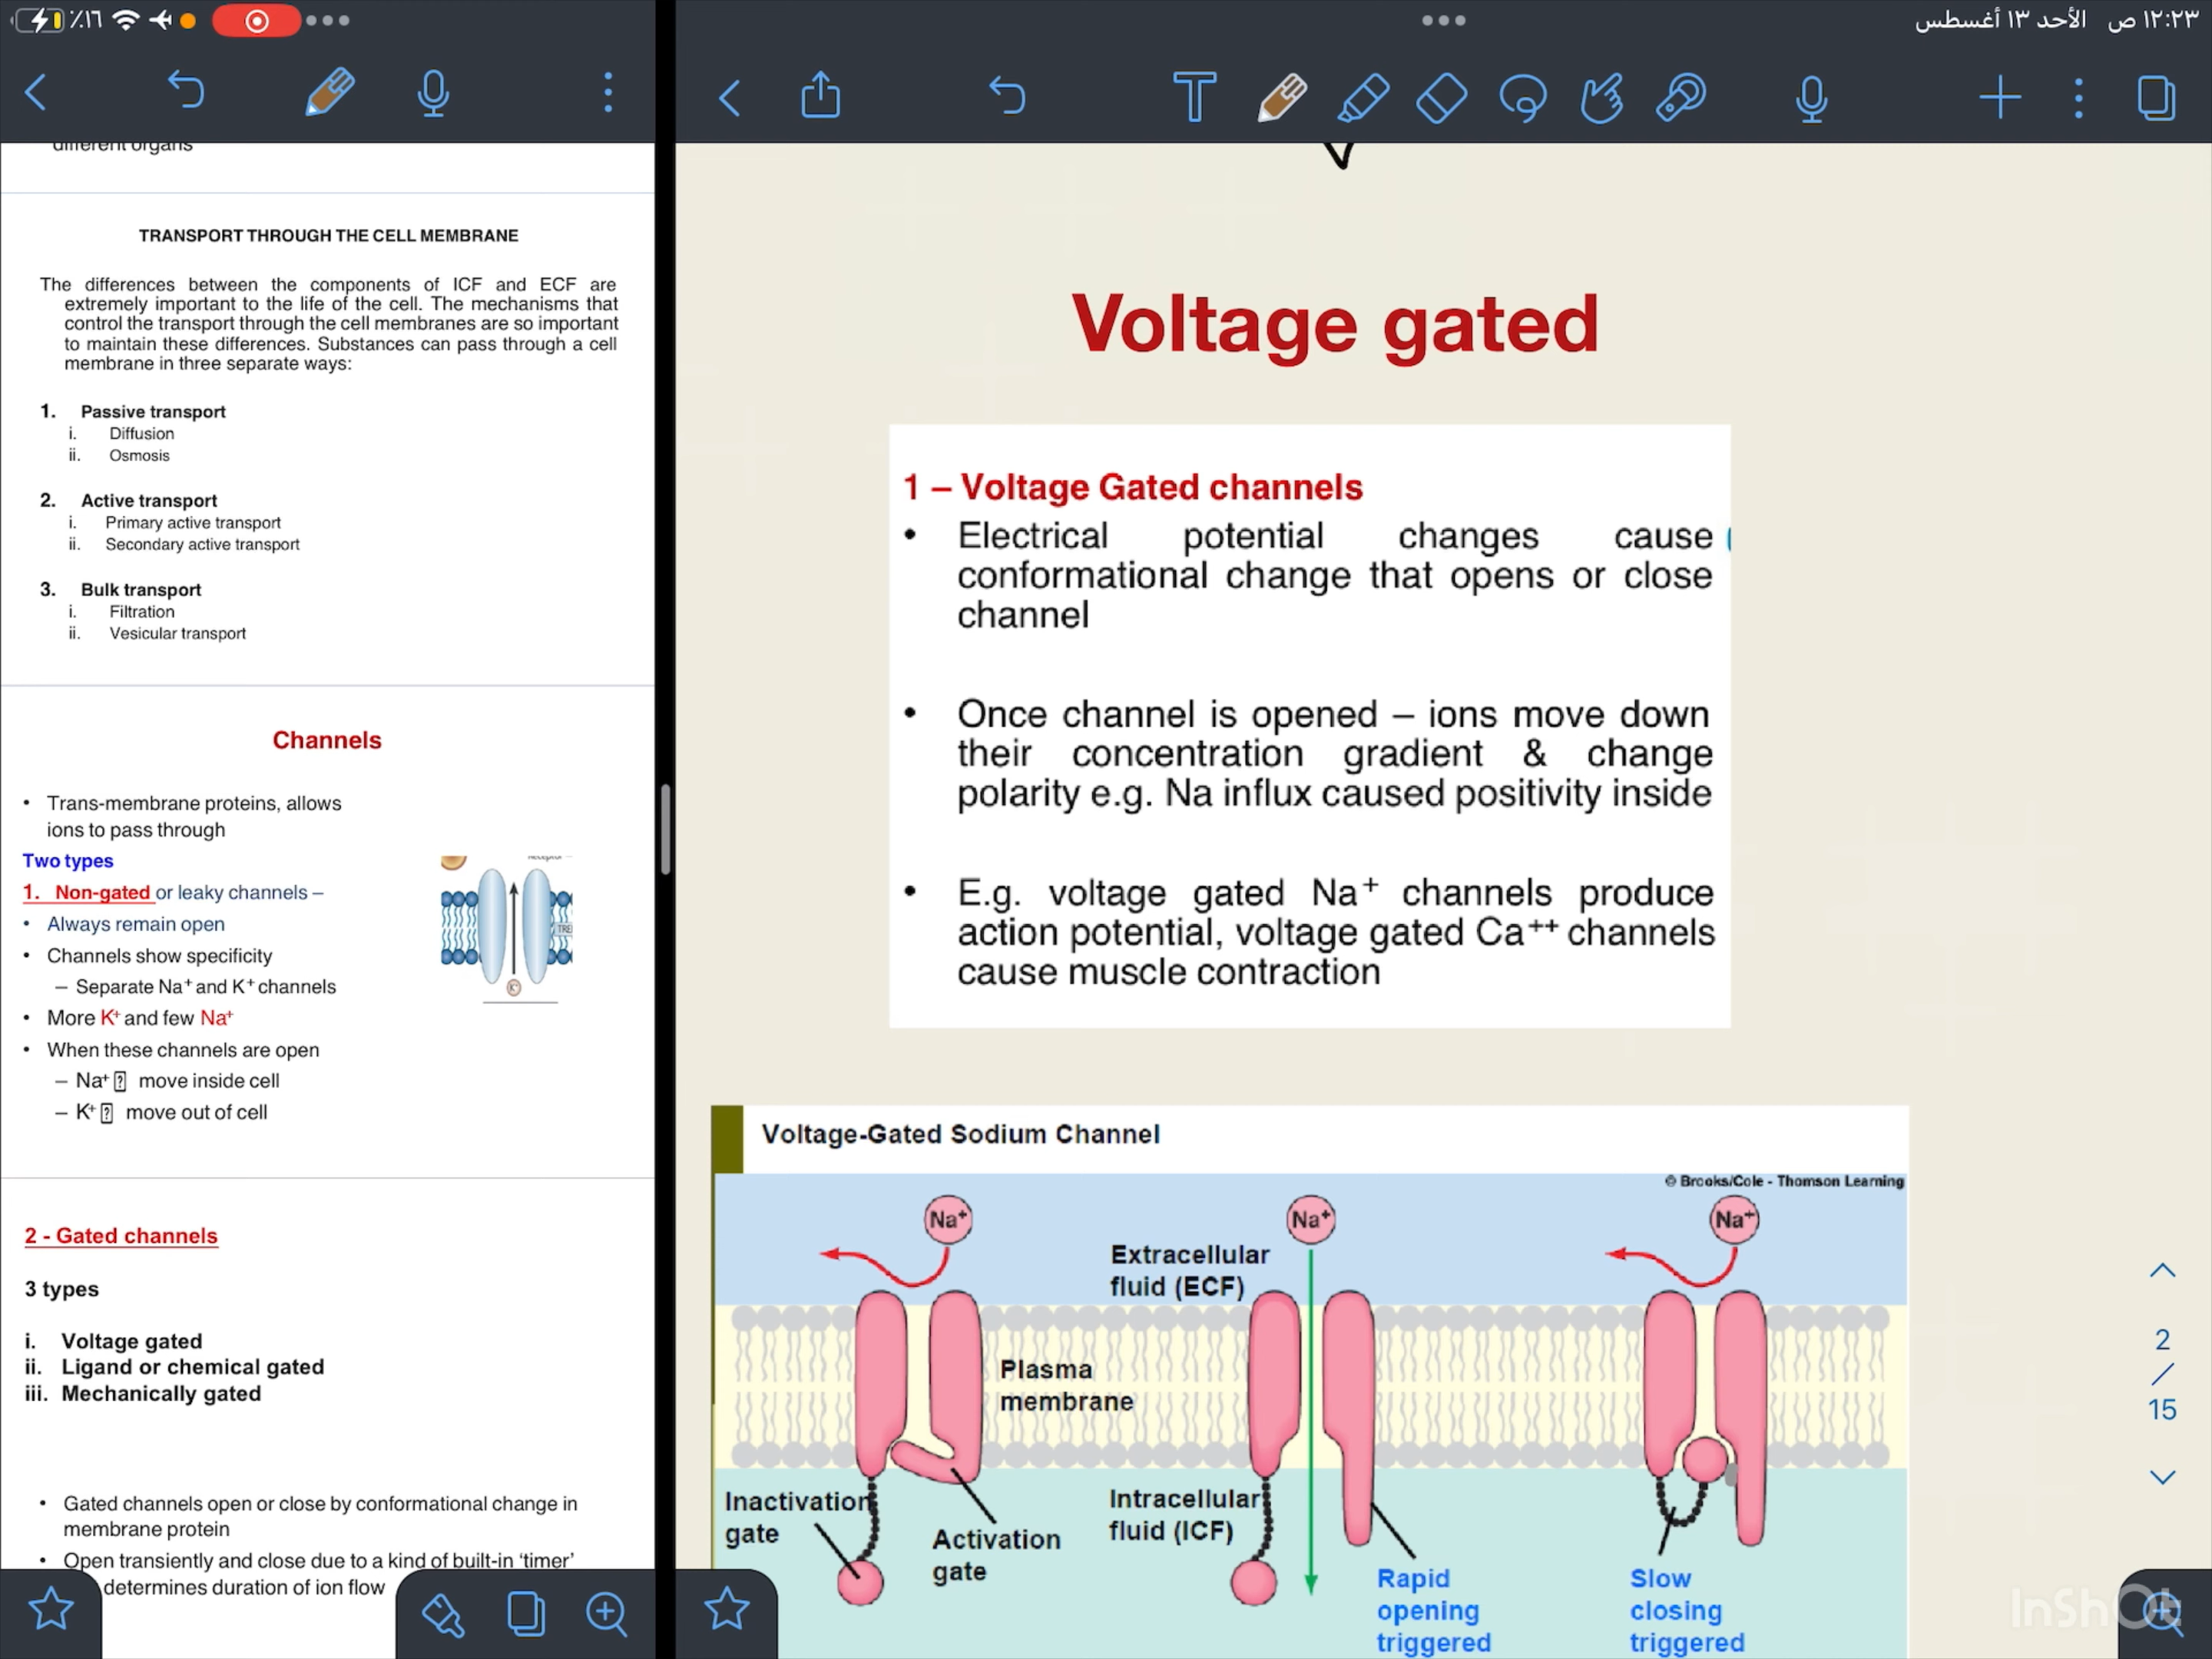 ٪١٦
١٢:٢٣ ص الأحد ١٣ أغسطس
different organs
TRANSPORT THROUGH THE CELL MEMBRANE
The differences between the components of ICF and ECF are
extremely important to the life of the cell. The mechanisms that
control the transport through the cell membranes are so important
to maintain these differences. Substances can pass through a cell
membrane in three separate ways:
1. Passive transport
i. Diffusion
ii. Osmosis
2. Active transport
i. Primary active transport
ii. Secondary active transport
3. Bulk transport
i. Filtration
ii. Vesicular transport
Channels
• Trans-membrane proteins, allows
ions to pass through
Two types
1. Non-gated or leaky channels –
• Always remain open
• Channels show specificity
– Separate Na⁺ and K⁺ channels
• More K⁺ and few Na⁺
• When these channels are open
– Na⁺ move inside cell
– K⁺ move out of cell
K⁺
2 - Gated channels
3 types
i. Voltage gated
ii. Ligand or chemical gated
iii. Mechanically gated
• Gated channels open or close by conformational change in
membrane protein
• Open transiently and close due to a kind of built-in ‘timer’
determines duration of ion flow
Voltage gated
1 – Voltage Gated channels
• Electrical potential changes cause
conformational change that opens or close
channel
• Once channel is opened – ions move down
their concentration gradient & change
polarity e.g. Na influx caused positivity inside
• E.g. voltage gated Na⁺ channels produce
action potential, voltage gated Ca⁺⁺ channels
cause muscle contraction
Voltage-Gated Sodium Channel
© Brooks/Cole - Thomson Learning
Na⁺
Na⁺
Na⁺
Extracellular
fluid (ECF)
Plasma
membrane
Inactivation
gate
Activation
gate
Intracellular
fluid (ICF)
Rapid
opening
triggered
Slow
closing
triggered
2
/
15
InShOt